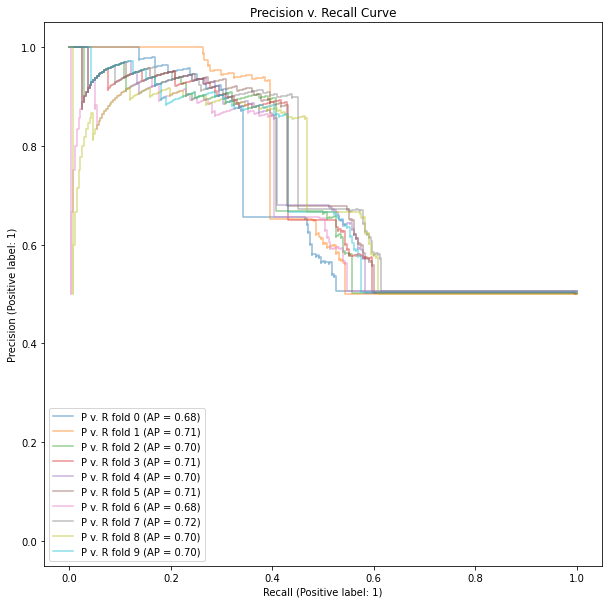 Precision v. Recall Curve
Precision (Positive label: 1)
1.0
0.8
0.6
0.4
0.2
0.0
P v. R fold 0 (AP = 0.68)
P v. R fold 1 (AP = 0.71)
P v. R fold 2 (AP = 0.70)
P v. R fold 3 (AP = 0.71)
P v. R fold 4 (AP = 0.70)
P v. R fold 5 (AP = 0.71)
P v. R fold 6 (AP = 0.68)
P v. R fold 7 (AP = 0.72)
P v. R fold 8 (AP = 0.70)
P v. R fold 9 (AP = 0.70)
0.0 0.2 0.4 0.6 0.8 1.0
Recall (Positive label: 1)